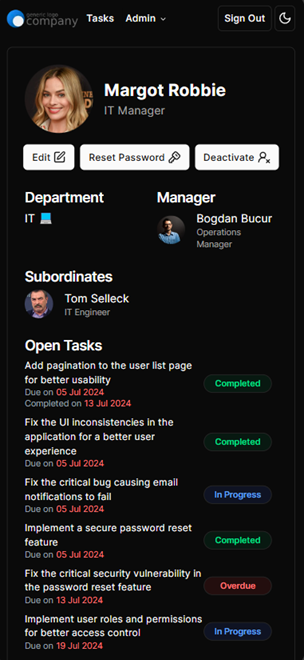 generic logo
company
Tasks
Admin
Sign Out
Margot Robbie
IT Manager
Edit
Reset Password
Deactivate
Department
Manager
IT
Bogdan Bucur
Operations
Manager
Subordinates
Tom Selleck
IT Engineer
Open Tasks
Add pagination to the user list page
for better usability
Due on 05 Jul 2024
Completed on 13 Jul 2024
Completed
Fix the UI inconsistencies in the
application for a better user
experience
Due on 05 Jul 2024
Completed
Fix the critical bug causing email
notifications to fail
Due on 05 Jul 2024
In Progress
Implement a secure password reset
feature
Due on 05 Jul 2024
Completed
Fix the critical security vulnerability in
the password reset feature
Due on 13 Jul 2024
Overdue
Implement user roles and permissions
for better access control
Due on 19 Jul 2024
In Progress